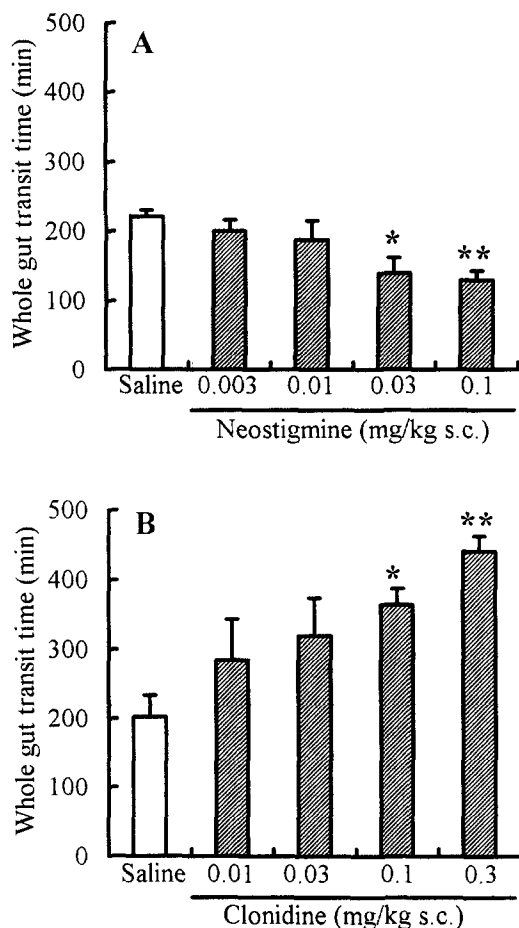 A
Whole gut transit time (min)
500
400
300
200
100
0
* **
Saline 0.003 0.01 0.03 0.1
Neostigmine (mg/kg s.c.)
B
Whole gut transit time (min)
500
400
300
200
100
0
* **
Saline 0.01 0.03 0.1 0.3
Clonidine (mg/kg s.c.)